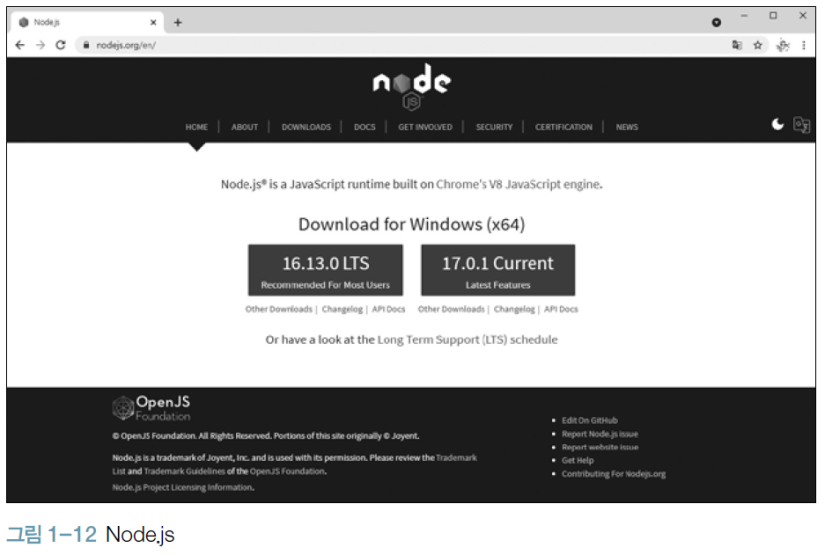 Node.js
nodejs.org/en/
node
JS
HOME | ABOUT | DOWNLOADS | DOCS | GET INVOLVED | SECURITY | CERTIFICATION | NEWS
Node.js® is a JavaScript runtime built on Chrome's V8 JavaScript engine.
Download for Windows (x64)
16.13.0 LTS
Recommended For Most Users
17.0.1 Current
Latest Features
Other Downloads | Changelog | API Docs
Other Downloads | Changelog | API Docs
Or have a look at the Long Term Support (LTS) schedule
OpenJS
Foundation
© OpenJS Foundation. All Rights Reserved. Portions of this site originally © Joyent.
Node.js is a trademark of Joyent, Inc. and is used with its permission. Please review the Trademark
List and Trademark Guidelines of the OpenJS Foundation.
Node.js Project Licensing Information.
• Edit On GitHub
• Report Node.js issue
• Report website issue
• Get Help
• Contributing For Nodejs.org
그림 1-12 Node.js